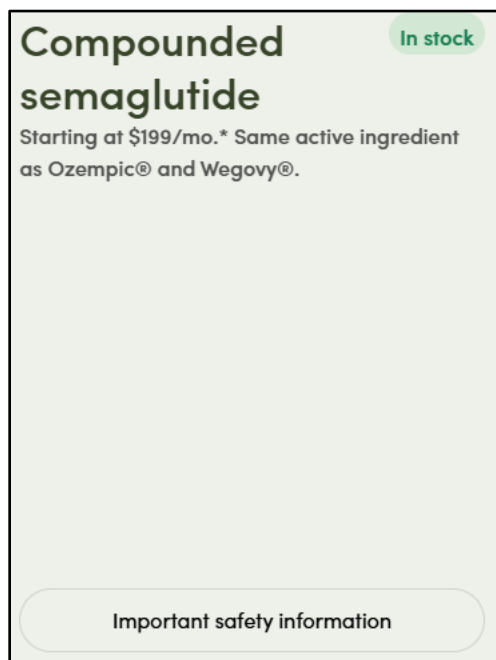 Compounded
In stock
semaglutide
Starting at $199/mo.* Same active ingredient
as Ozempic® and Wegovy®.
Important safety information